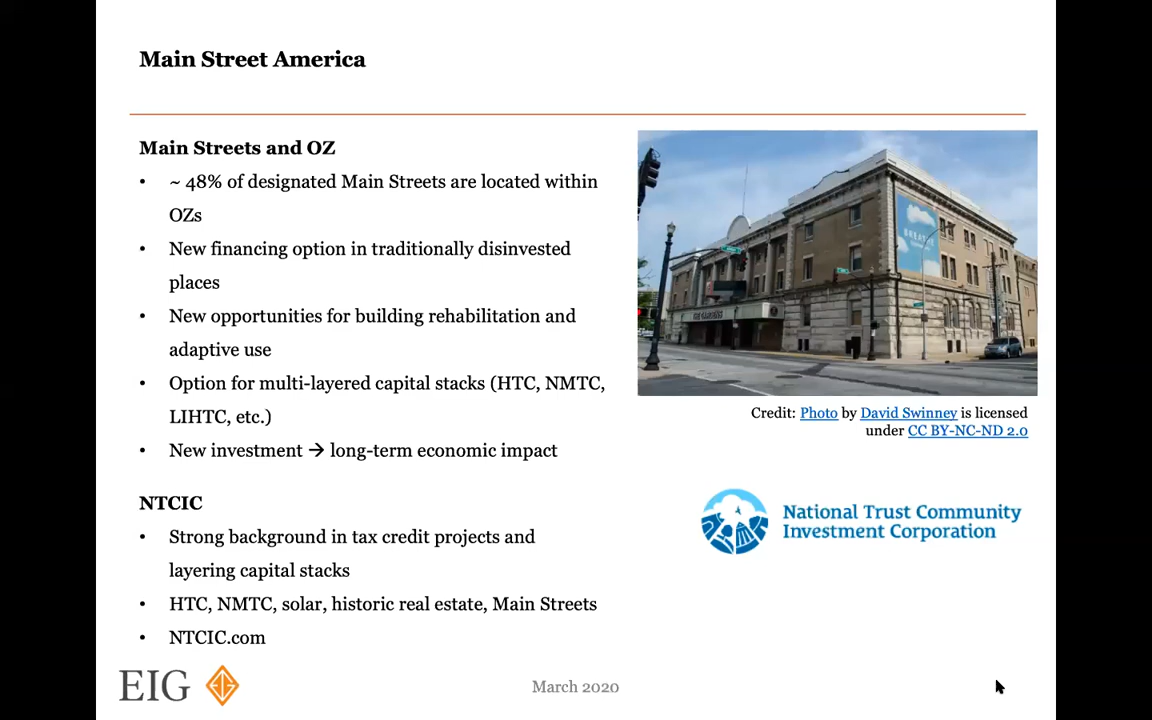 Main Street America
Main Streets and OZ
• ~ 48% of designated Main Streets are located within
OZs
• New financing option in traditionally disinvested
places
• New opportunities for building rehabilitation and
adaptive use
• Option for multi-layered capital stacks (HTC, NMTC,
LIHTC, etc.)
• New investment → long-term economic impact
NTCIC
• Strong background in tax credit projects and
layering capital stacks
• HTC, NMTC, solar, historic real estate, Main Streets
• NTCIC.com
Credit: Photo by David Swinney is licensed
under CC BY-NC-ND 2.0
National Trust Community
Investment Corporation
EIG
March 2020